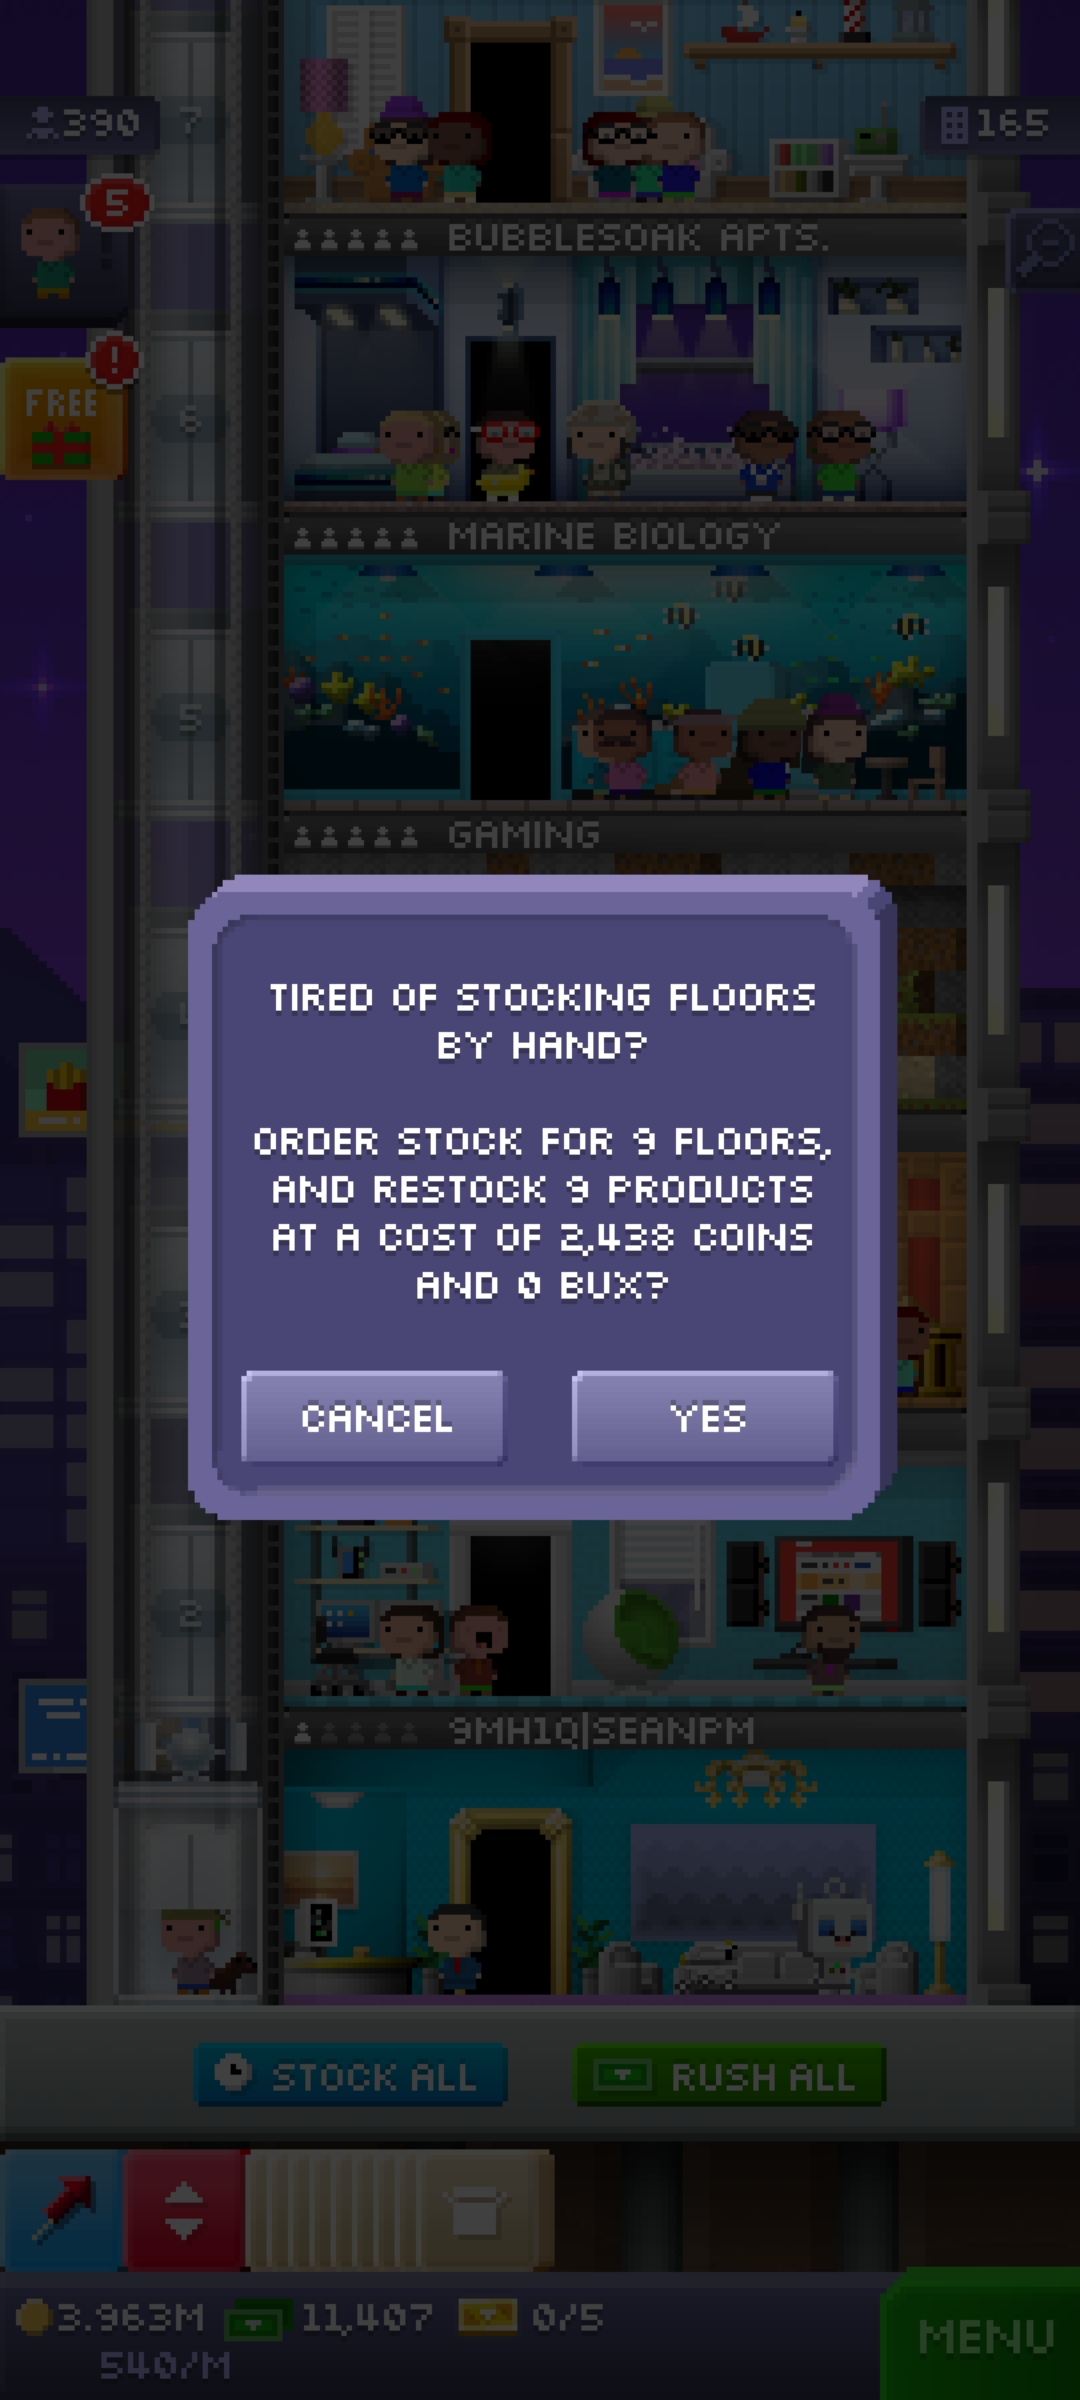 390
7
165
5
BUBBLESOAK APTS.
!
FREE
6
MARINE BIOLOGY
5
GAMING
TIRED OF STOCKING FLOORS
BY HAND?
ORDER STOCK FOR 9 FLOORS,
AND RESTOCK 9 PRODUCTS
AT A COST OF 2,438 COINS
AND 0 BUX?
CANCEL
YES
2
9MH1Q|SEANPM
STOCK ALL
RUSH ALL
3.963M
11,407
0/5
540/M
MENU